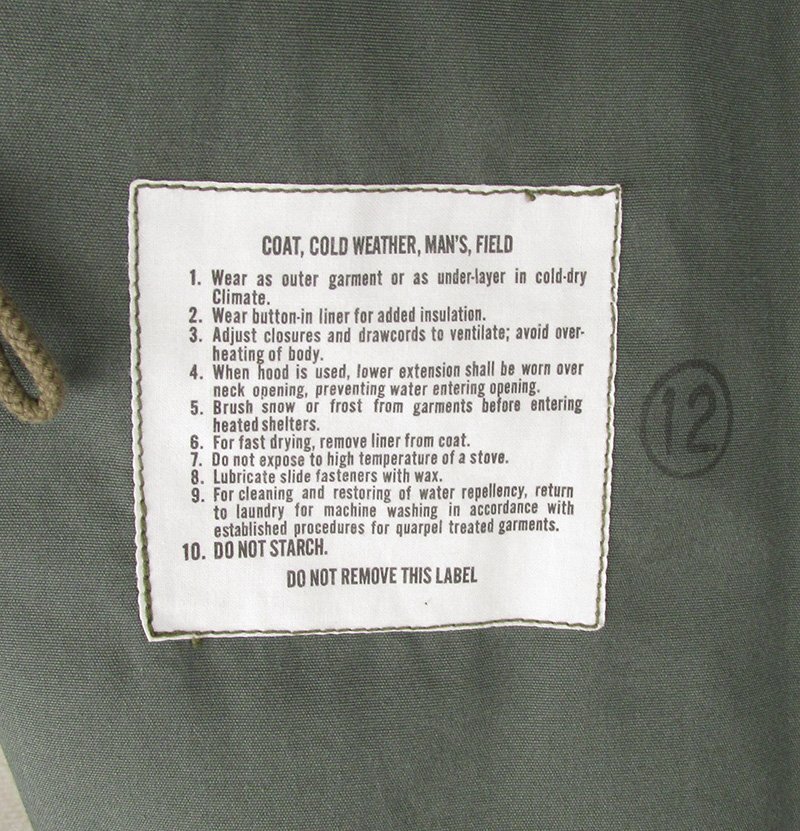 COAT, COLD WEATHER, MAN'S, FIELD
1. Wear as outer garment or as under-layer in cold-dry
Climate.
2. Wear button-in liner for added insulation.
3. Adjust closures and drawcords to ventilate; avoid over-
heating of body.
4. When hood is used, lower extension shall be worn over
neck opening, preventing water entering opening.
5. Brush snow or frost from garments before entering
heated shelters.
6. For fast drying, remove liner from coat.
7. Do not expose to high temperature of a stove.
8. Lubricate slide fasteners with wax.
9. For cleaning and restoring of water repellency, return
to laundry for machine washing in accordance with
established procedures for quarpel treated garments.
10. DO NOT STARCH.
DO NOT REMOVE THIS LABEL
12